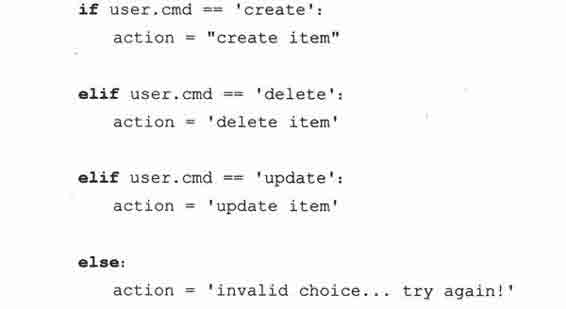 if user.cmd == 'create':
action = "create item"
elif user.cmd == 'delete':
action = 'delete item'
elif user.cmd == 'update':
action = 'update item'
else:
action = 'invalid choice... try again!'